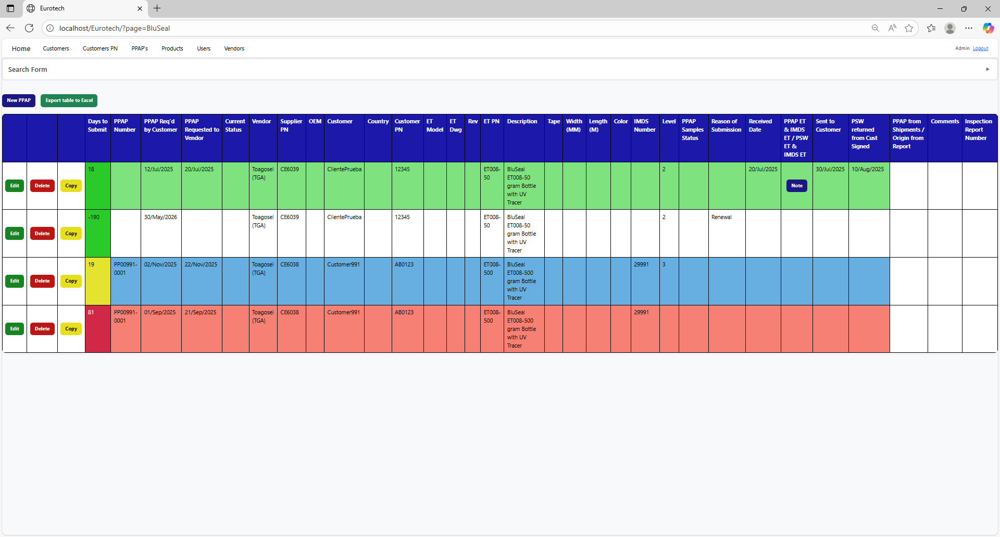 Eurotech
localhost/Eurotech/?page=BluSeal
Home Customers Customers PN PPAP's Products Users Vendors Admin Logout
Search Form
New PPAP Export table to Excel
Days to Submit PPAP Number PPAP Req'd by Customer PPAP Requested to Vendor Current Status Vendor Supplier PN OEM Customer Country Customer PN ET Model ET Dwg Rev ET PN Description Tape Width (MM) Length (M) Color IMDS Number Level PPAP Samples Status Reason of Submission Received Date PPAP ET & IMDS ET / PSW ET & IMDS ET Sent to Customer PSW returned from Cust Signed PPAP from Shipments / Origin from Report Comments Inspection Report Number
Edit Delete Copy 18 12/Jul/2025 20/Jul/2025 Toagosei (TGA) CE6039 ClientePrueba 12345 ET008-50 BluSeal ET008-50 gram Bottle with UV Tracer 2 20/Jul/2025 Note 30/Jul/2025 10/Aug/2025
Edit Delete Copy -190 30/May/2026 Toagosei (TGA) CE6039 ClientePrueba 12345 ET008-50 BluSeal ET008-50 gram Bottle with UV Tracer 2 Renewal
Edit Delete Copy 19 PP00991-0001 02/Nov/2025 22/Nov/2025 Toagosei (TGA) CE6038 Customer991 AB0123 ET008-500 BluSeal ET008-500 gram Bottle with UV Tracer 29991 3
Edit Delete Copy 81 PP00991-0001 01/Sep/2025 21/Sep/2025 Toagosei (TGA) CE6038 Customer991 AB0123 ET008-500 BluSeal ET008-500 gram Bottle with UV Tracer 29991